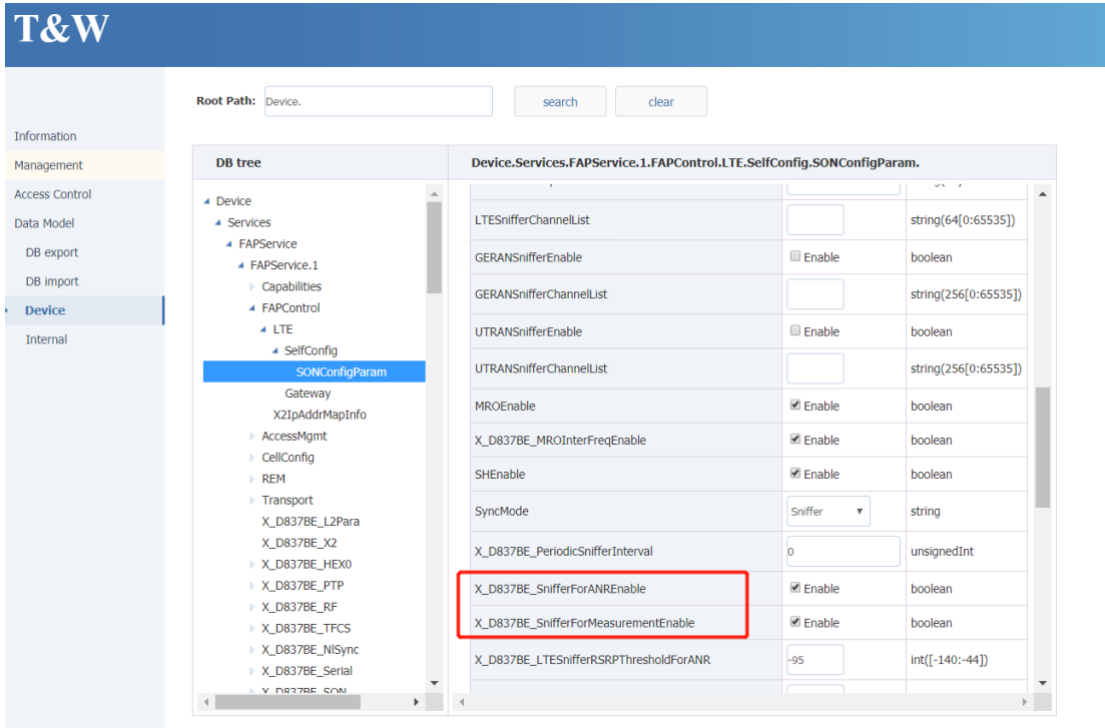 T&W
Root Path: Device. search clear
Information
Management
Access Control
Data Model
DB export
DB import
Device
Internal
DB tree
Device
Services
FAPService
FAPService.1
Capabilities
FAPControl
LTE
SelfConfig
SONConfigParam
Gateway
X2IpAddrMapInfo
AccessMgmt
CellConfig
REM
Transport
X_D837BE_L2Para
X_D837BE_X2
X_D837BE_HEX0
X_D837BE_PTP
X_D837BE_RF
X_D837BE_TFCS
X_D837BE_NlSync
X_D837BE_Serial
X_D837BE_SON
Device.Services.FAPService.1.FAPControl.LTE.SelfConfig.SONConfigParam.
LTESnifferChannelList string(64[0:65535])
GERANSnifferEnable Enable boolean
GERANSnifferChannelList string(256[0:65535])
UTRANSnifferEnable Enable boolean
UTRANSnifferChannelList string(256[0:65535])
MROEnable Enable boolean
X_D837BE_MROInterFreqEnable Enable boolean
SHEnable Enable boolean
SyncMode Sniffer string
X_D837BE_PeriodicSnifferInterval 0 unsignedInt
X_D837BE_SnifferForANREnable Enable boolean
X_D837BE_SnifferForMeasurementEnable Enable boolean
X_D837BE_LTESnifferRSRPThresholdForANR -95 int([-140:-44])